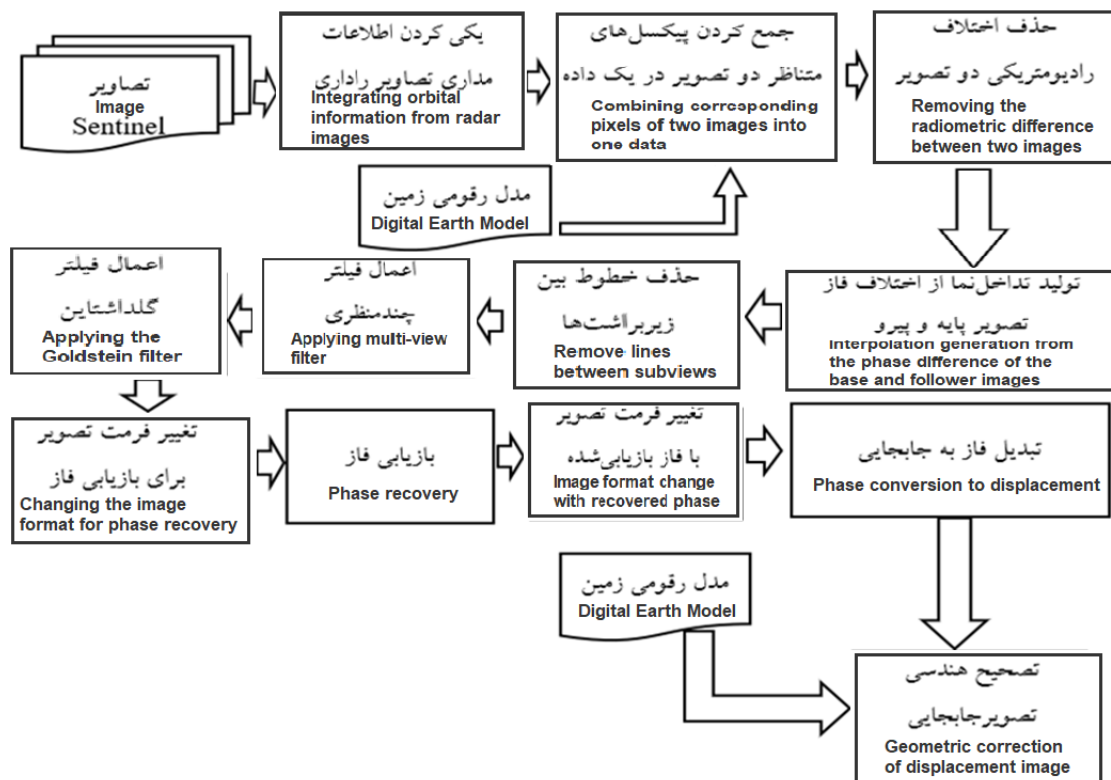 تصاویر
Image
Sentinel
یکی کردن اطلاعات
مداری تصاویر راداری
Integrating orbital
information from radar
images
جمع کردن پیکسل‌های
متناظر دو تصویر در یک داده
Combining corrosponding
pixels of two images into
one data
حذف اختلاف
رادیومتریکی دو تصویر
Removing the
radiometric difference
between two images
مدل رقومی زمین
Digital Earth Model
تولید تداخل‌نما از اختلاف فاز
تصویر پایه و پیرو
Interpolation generation from
the phase difference of the
base and follower images
حذف خطوط بین
زیربراشت‌ها
Remove lines
between subviews
اعمال فیلتر
چندمنظری
Applying multi-view
filter
اعمال فیلتر
گلداشتاین
Applying the
Goldstein filter
تغییر فرمت تصویر
برای بازیابی فاز
Changing the image
format for phase recovery
بازیابی فاز
Phase recovery
تغییر فرمت تصویر
با فاز بازیابی‌شده
Image format change
with recovered phase
تبدیل فاز به جابجایی
Phase conversion to displacement
مدل رقومی زمین
Digital Earth Model
تصحیح هندسی
تصویرجابجایی
Geometric correction
of displacement image